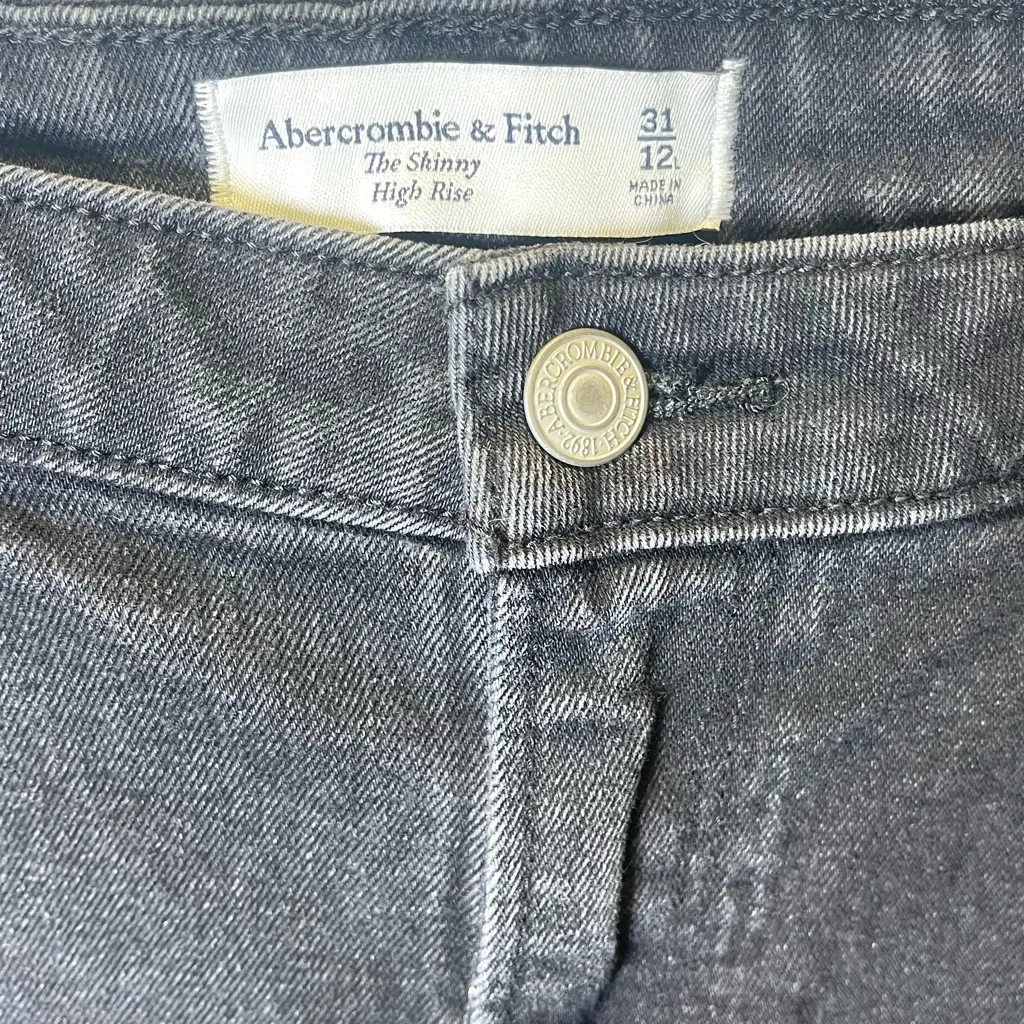 Abercrombie & Fitch
The Skinny
High Rise
31
12L
MADE IN
CHINA
ABERCROMBIE & FITCH · 1892 ·